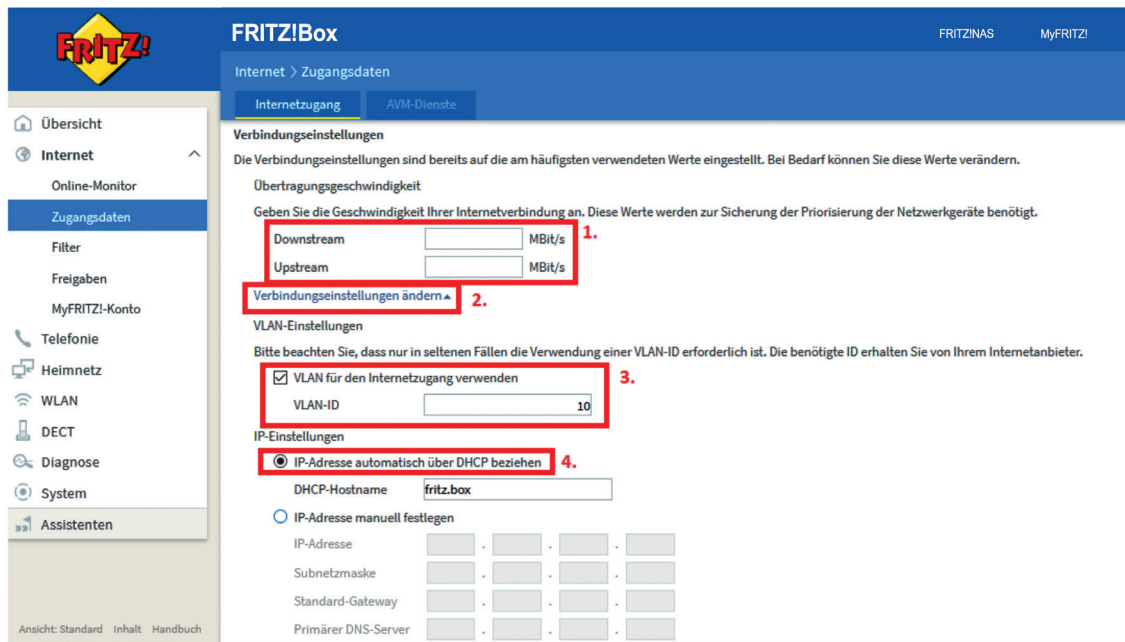 FRITZ!
FRITZ!Box
FRITZ!NAS
MyFRITZ!
Internet > Zugangsdaten
Internetzugang
AVM-Dienste
Übersicht
Internet
Online-Monitor
Zugangsdaten
Filter
Freigaben
MyFRITZ!-Konto
Telefonie
Heimnetz
WLAN
DECT
Diagnose
System
Assistenten
Ansicht: Standard Inhalt Handbuch
Verbindungseinstellungen
Die Verbindungseinstellungen sind bereits auf die am häufigsten verwendeten Werte eingestellt. Bei Bedarf können Sie diese Werte verändern.
Übertragungsgeschwindigkeit
Geben Sie die Geschwindigkeit Ihrer Internetverbindung an. Diese Werte werden zur Sicherung der Priorisierung der Netzwerkgeräte benötigt.
Downstream MBit/s 1.
Upstream MBit/s
Verbindungseinstellungen ändern 2.
VLAN-Einstellungen
Bitte beachten Sie, dass nur in seltenen Fällen die Verwendung einer VLAN-ID erforderlich ist. Die benötigte ID erhalten Sie von Ihrem Internetanbieter.
VLAN für den Internetzugang verwenden 3.
VLAN-ID 10
IP-Einstellungen
IP-Adresse automatisch über DHCP beziehen 4.
DHCP-Hostname fritz.box
IP-Adresse manuell festlegen
IP-Adresse . . .
Subnetzmaske . . .
Standard-Gateway . . .
Primärer DNS-Server . . .